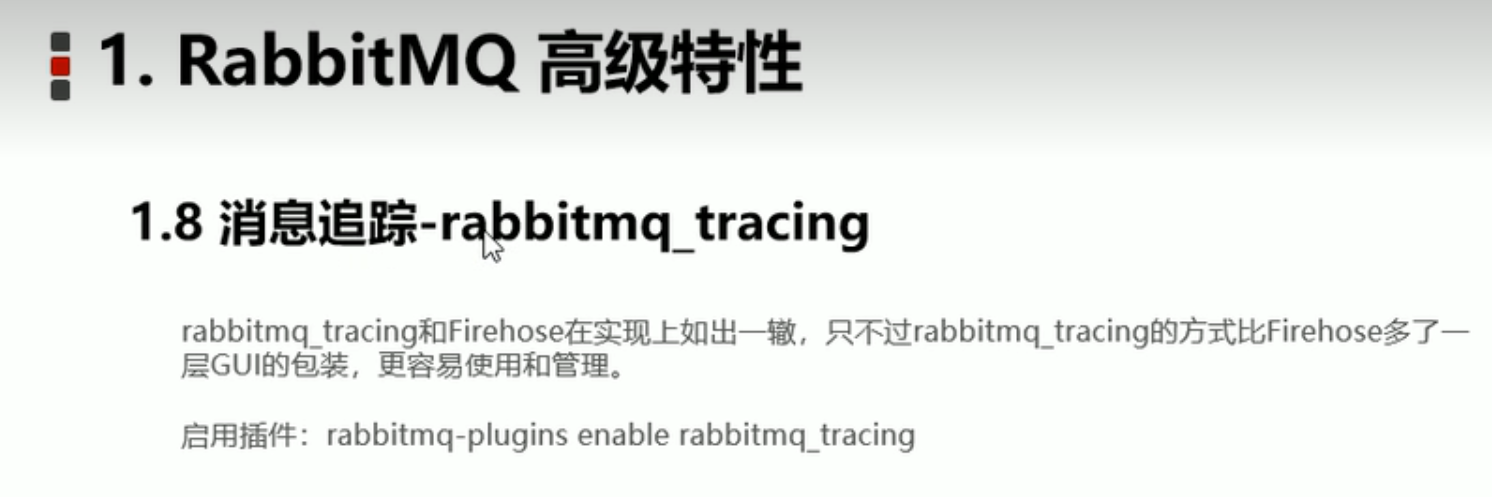 1. RabbitMQ 高级特性
1.8 消息追踪-rabbitmq_tracing
rabbitmq_tracing和Firehose在实现上如出一辙，只不过rabbitmq_tracing的方式比Firehose多了一
层GUI的包装，更容易使用和管理。
启用插件：rabbitmq-plugins enable rabbitmq_tracing